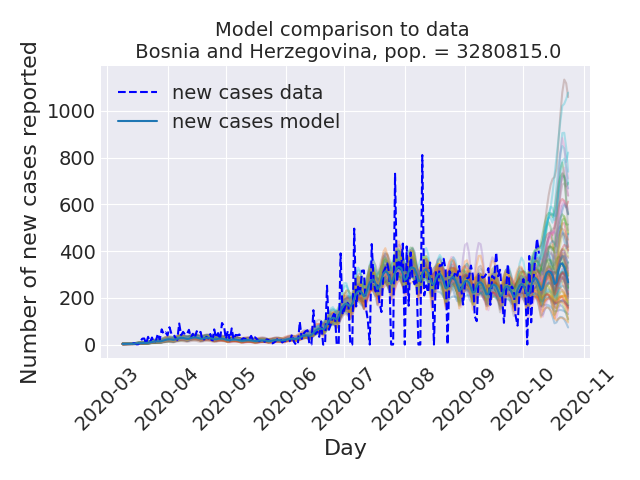 Model comparison to data
Bosnia and Herzegovina, pop. = 3280815.0
Number of new cases reported
new cases data
new cases model
1000
800
600
400
200
0
2020-03
2020-04
2020-05
2020-06
2020-07
2020-08
2020-09
2020-10
2020-11
Day